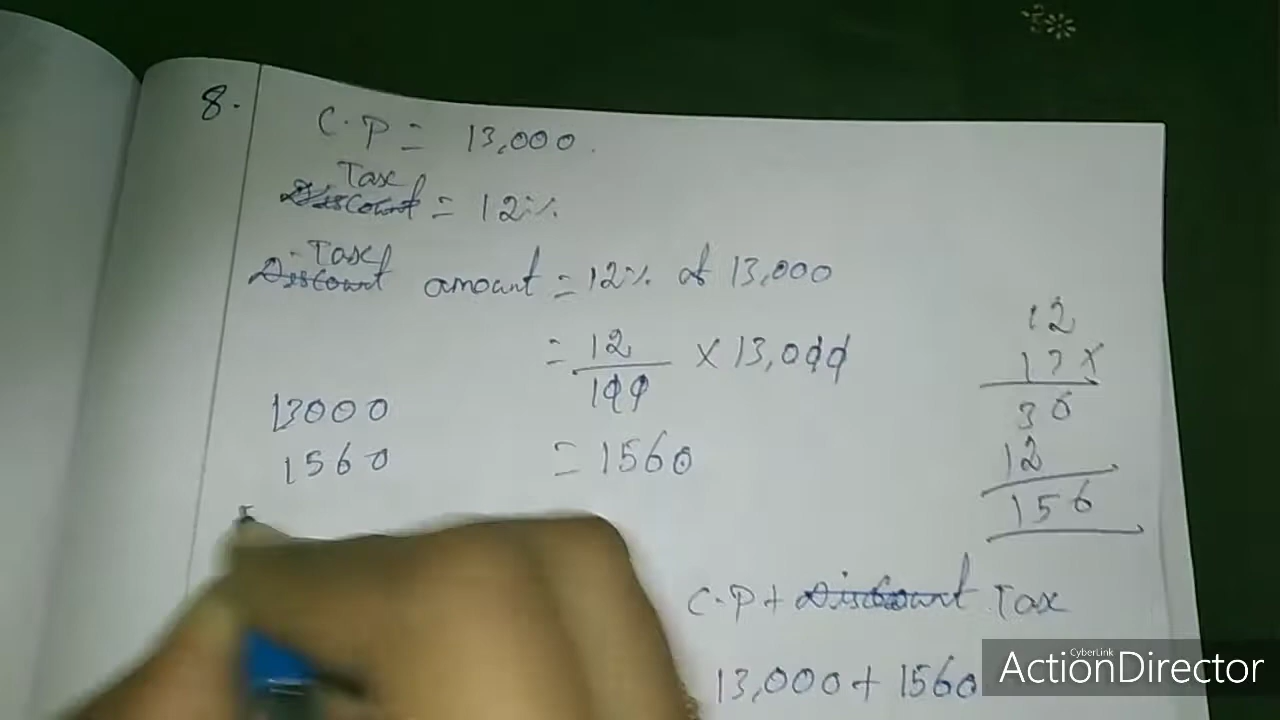 8.
C.P = 13,000.
Tax
Discount = 12%
Tax
Discount amount = 12% of 13,000
= 12/100 × 13,000
= 1560
13000
1560
12
13 ×
36
12
156
C.P + Discount Tax
13,000 + 1560
CyberLink
ActionDirector